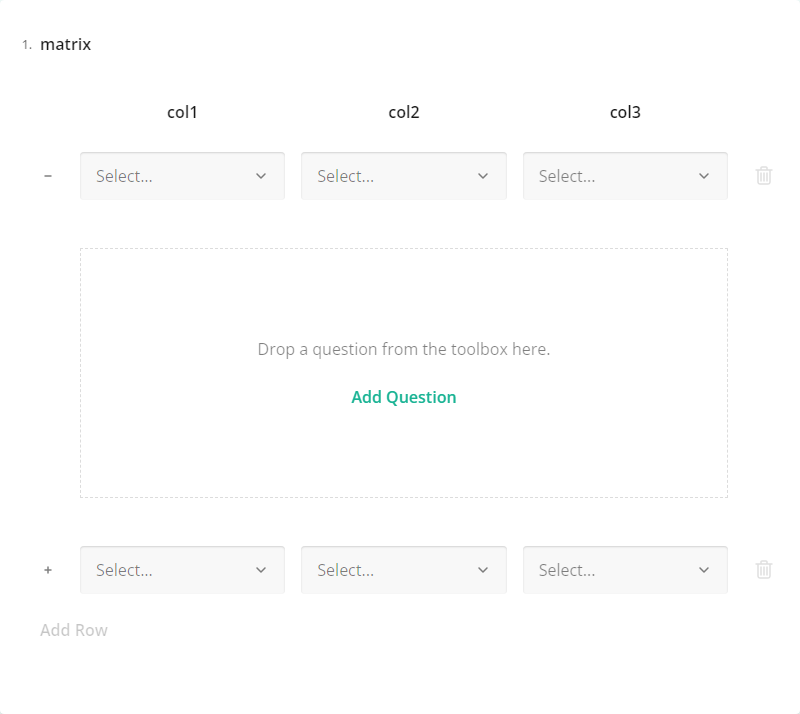 1. matrix
col1 col2 col3
− Select... Select... Select...
Drop a question from the toolbox here.
Add Question
+ Select... Select... Select...
Add Row